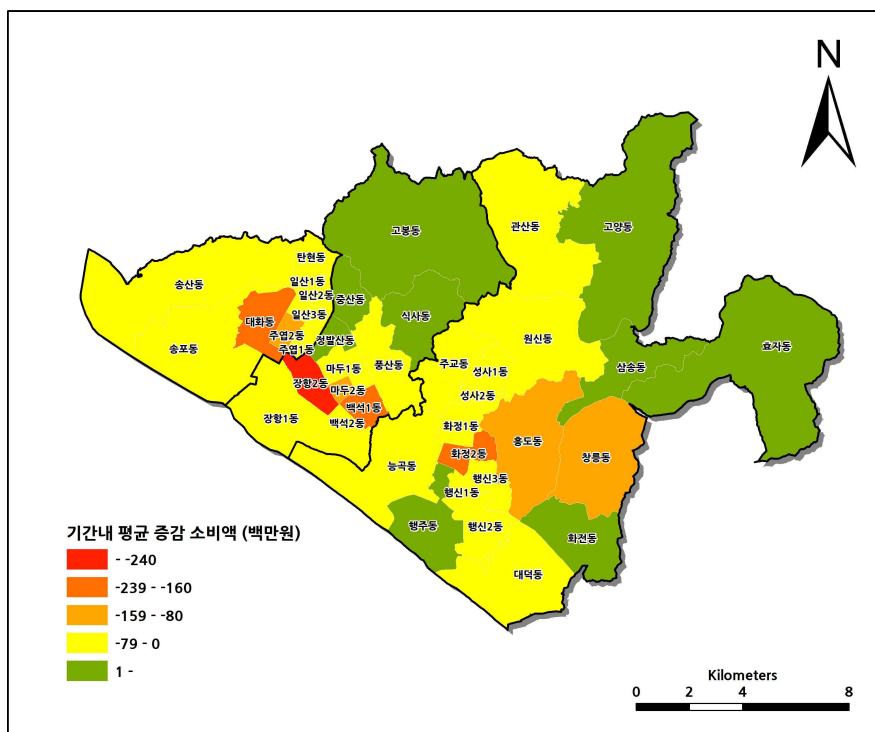 N
고봉동
관산동
고양동
탄현동
송산동
일산1동
일산2동
중산동
일산3동
대화동
식사동
효자동
주엽2동
정발산동
원신동
송포동
주엽1동
삼송동
마두1동
풍산동
주교동
성사1동
장항2동
마두2동
성사2동
백석1동
장항1동
백석2동
화정1동
흥도동
화정2동
창릉동
능곡동
행신3동
행신1동
행주동
행신2동
화전동
대덕동
기간내 평균 증감 소비액 (백만원)
- -240
-239 - -160
-159 - -80
-79 - 0
1 -
Kilometers
0 2 4 8